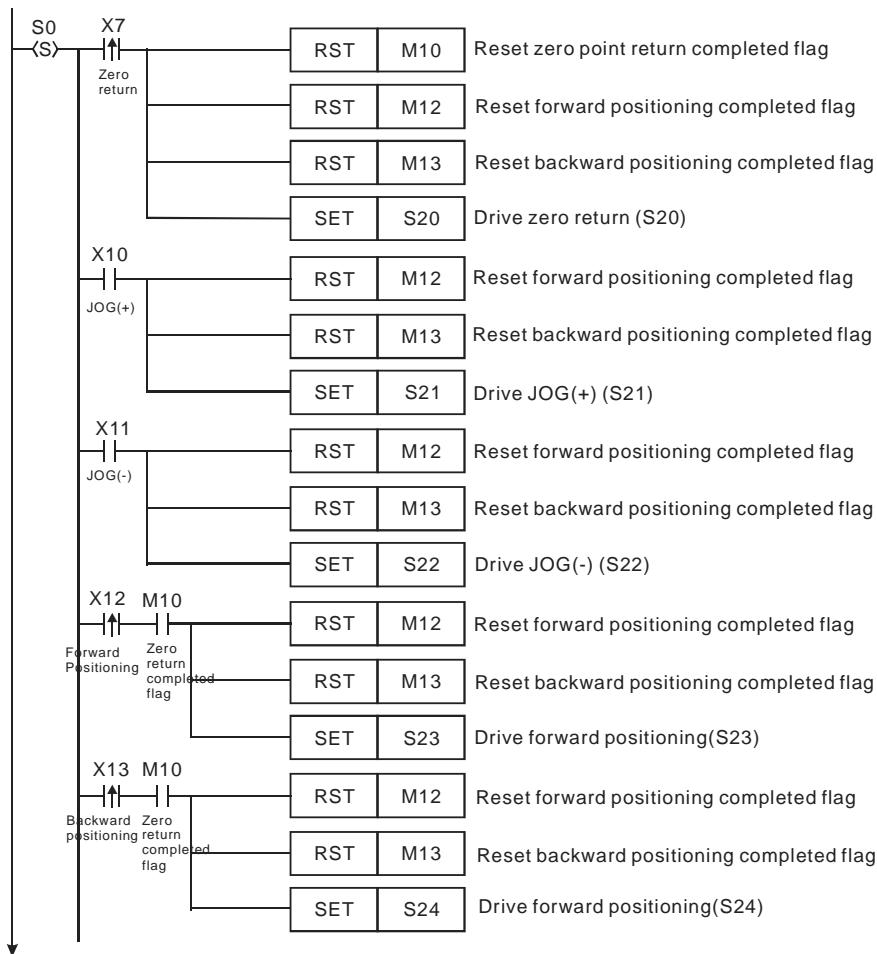 S0 X7
S
Zero
return
RST M10 Reset zero point return completed flag
RST M12 Reset forward positioning completed flag
RST M13 Reset backward positioning completed flag
SET S20 Drive zero return (S20)
X10
JOG(+)
RST M12 Reset forward positioning completed flag
RST M13 Reset backward positioning completed flag
SET S21 Drive JOG(+) (S21)
X11
JOG(-)
RST M12 Reset forward positioning completed flag
RST M13 Reset backward positioning completed flag
SET S22 Drive JOG(-) (S22)
X12 M10
Forward
Positioning
Zero
return
completed
flag
RST M12 Reset forward positioning completed flag
RST M13 Reset backward positioning completed flag
SET S23 Drive forward positioning(S23)
X13 M10
Backward
positioning
Zero
return
completed
flag
RST M12 Reset forward positioning completed flag
RST M13 Reset backward positioning completed flag
SET S24 Drive forward positioning(S24)